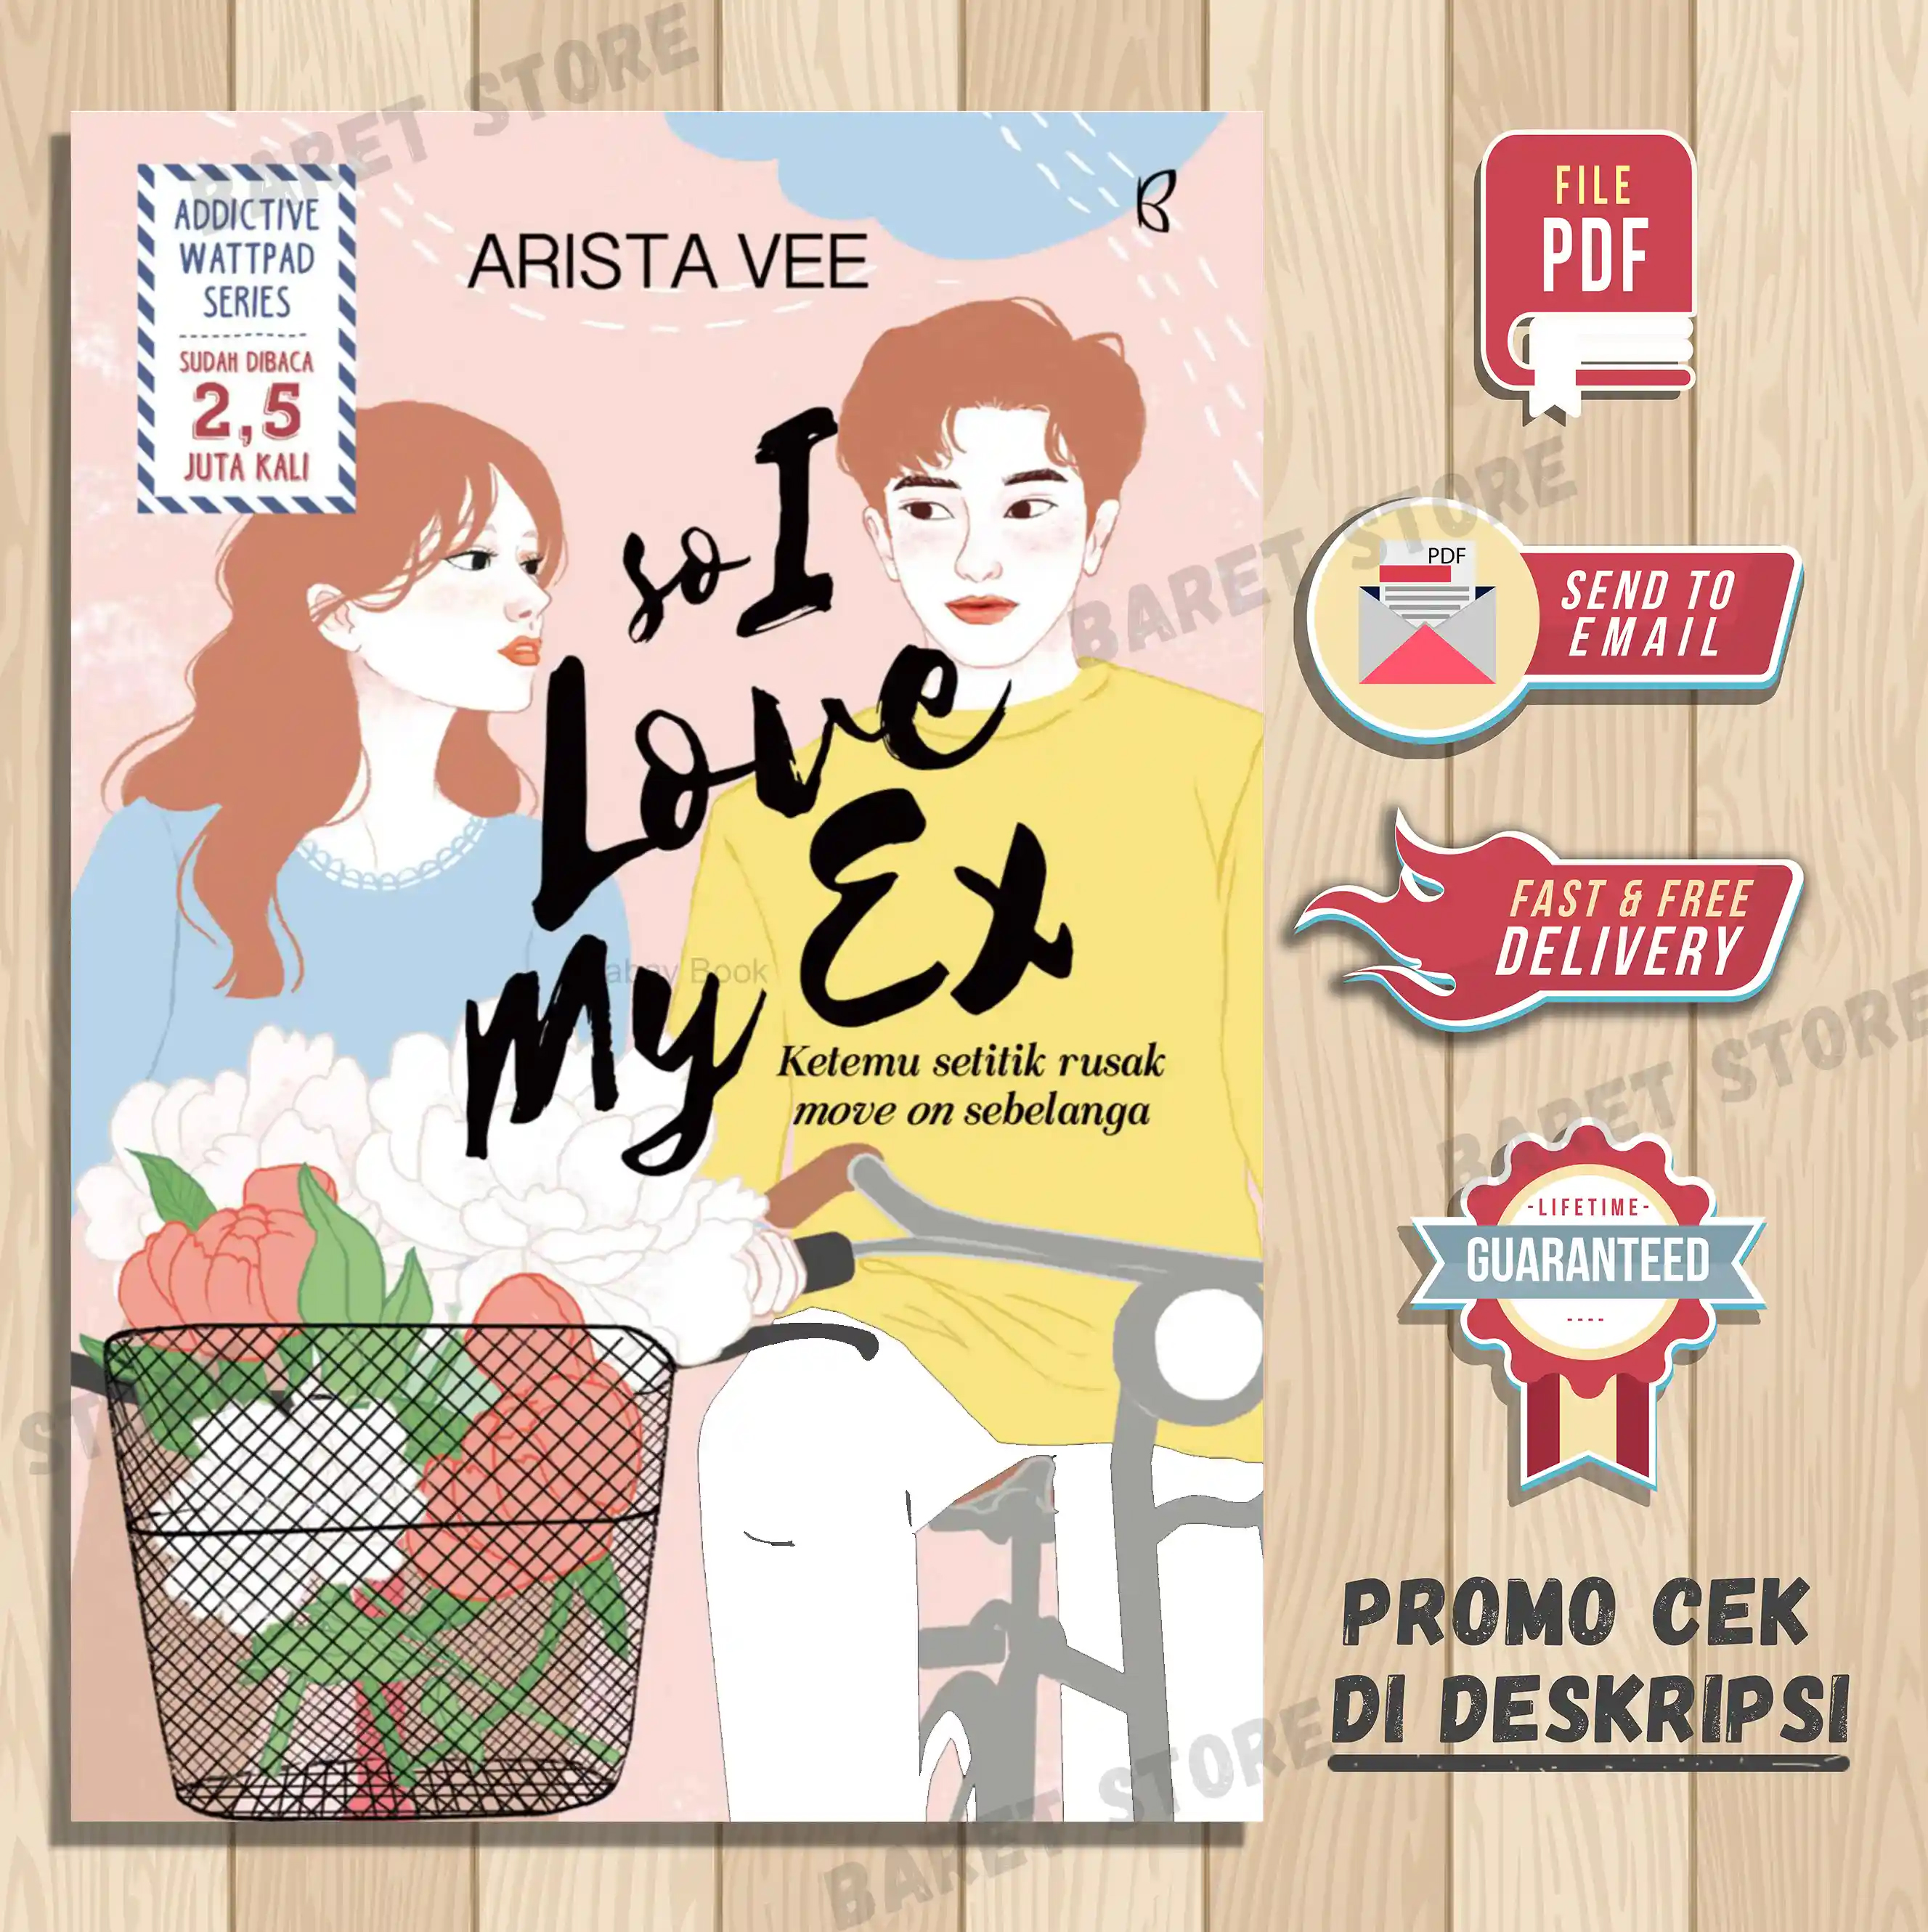 BARET STORE
ADDICTIVE
WATTPAD
SERIES
SUDAH DIBACA
2,5
JUTA KALI
ARISTA VEE
so I
Love
My Ex
Ketemu setitik rusak
move on sebelanga
Book
FILE
PDF
BARET STORE
PDF
SEND TO
EMAIL
FAST & FREE
DELIVERY
BARET STORE
-LIFETIME-
GUARANTEED
PROMO CEK
DI DESKRIPSI
BARET STORE